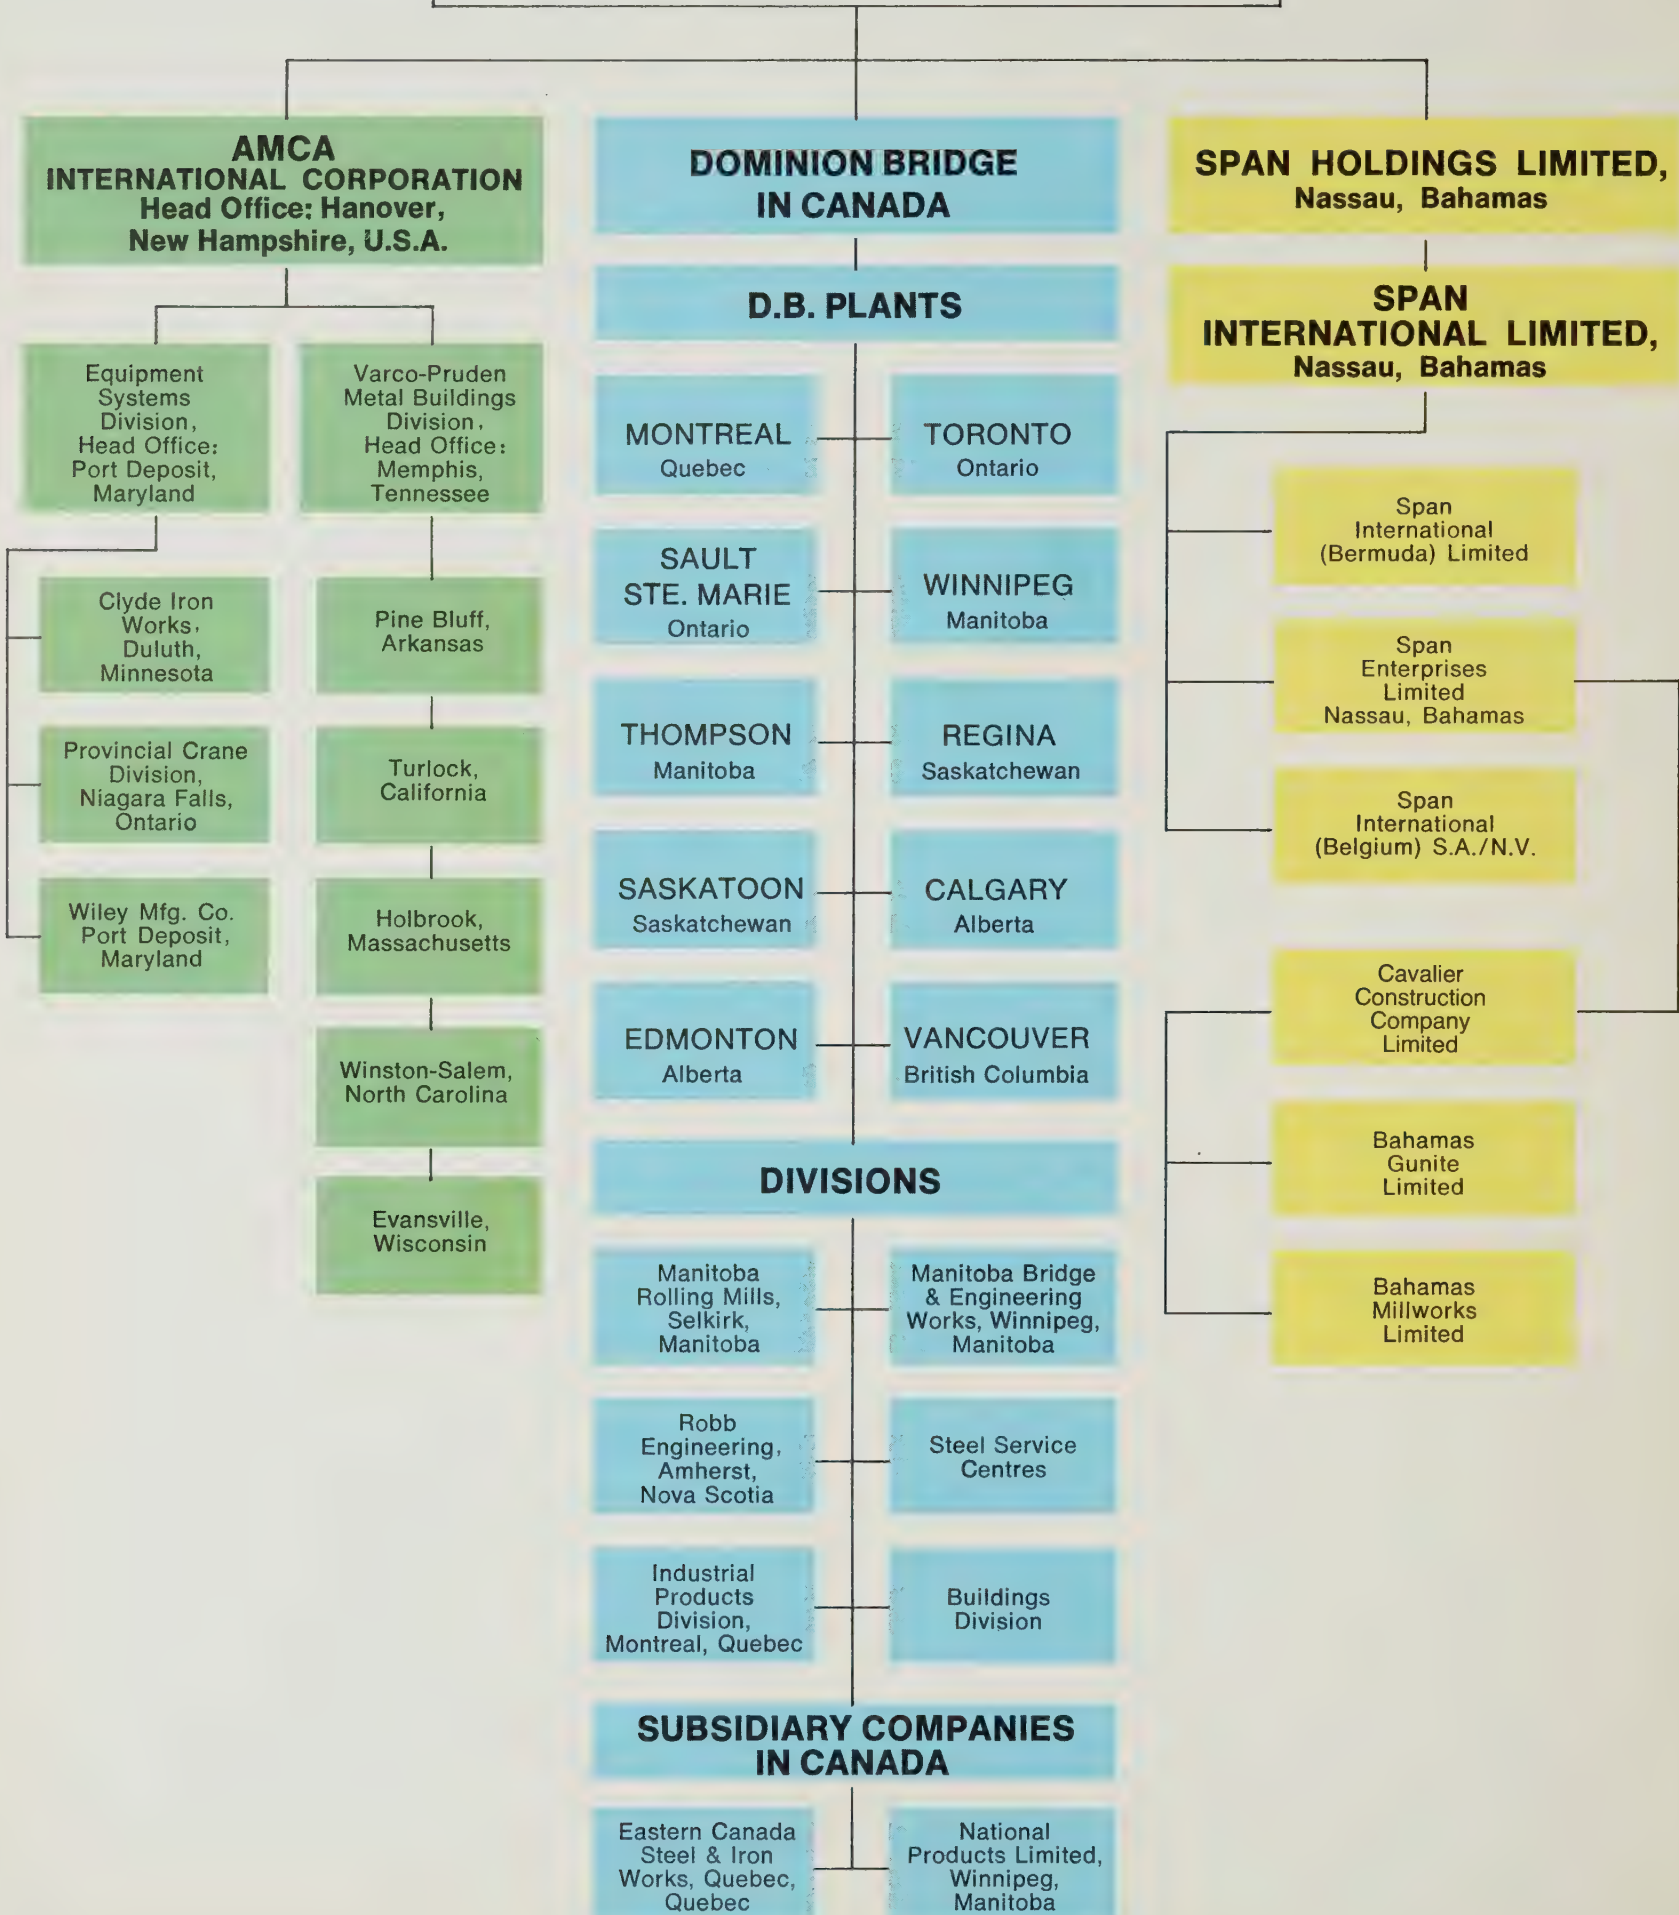 AMCA
INTERNATIONAL CORPORATION
Head Office: Hanover,
New Hampshire, U.S.A.
Equipment
Systems
Division,
Head Office:
Port Deposit,
Maryland
Clyde Iron
Works,
Duluth,
Minnesota
Provincial Crane
Division,
Niagara Falls,
Ontario
Wiley Mfg. Co.
Port Deposit,
Maryland
Varco-Pruden
Metal Buildings
Division,
Head Office:
Memphis,
Tennessee
Pine Bluff,
Arkansas
Turlock,
California
Holbrook,
Massachusetts
Winston-Salem,
North Carolina
Evansville,
Wisconsin
DOMINION BRIDGE
IN CANADA
D.B. PLANTS
MONTREAL
Quebec
TORONTO
Ontario
SAULT
STE. MARIE
Ontario
WINNIPEG
Manitoba
THOMPSON
Manitoba
REGINA
Saskatchewan
SASKATOON
Saskatchewan
CALGARY
Alberta
EDMONTON
Alberta
VANCOUVER
British Columbia
DIVISIONS
Manitoba
Rolling Mills,
Selkirk,
Manitoba
Manitoba Bridge
& Engineering
Works, Winnipeg,
Manitoba
Robb
Engineering,
Amherst,
Nova Scotia
Steel Service
Centres
Industrial
Products
Division,
Montreal, Quebec
Buildings
Division
SUBSIDIARY COMPANIES
IN CANADA
Eastern Canada
Steel & Iron
Works, Quebec,
Quebec
National
Products Limited,
Winnipeg,
Manitoba
SPAN HOLDINGS LIMITED,
Nassau, Bahamas
SPAN
INTERNATIONAL LIMITED,
Nassau, Bahamas
Span
International
(Bermuda) Limited
Span
Enterprises
Limited
Nassau, Bahamas
Span
International
(Belgium) S.A./N.V.
Cavalier
Construction
Company
Limited
Bahamas
Gunite
Limited
Bahamas
Millworks
Limited